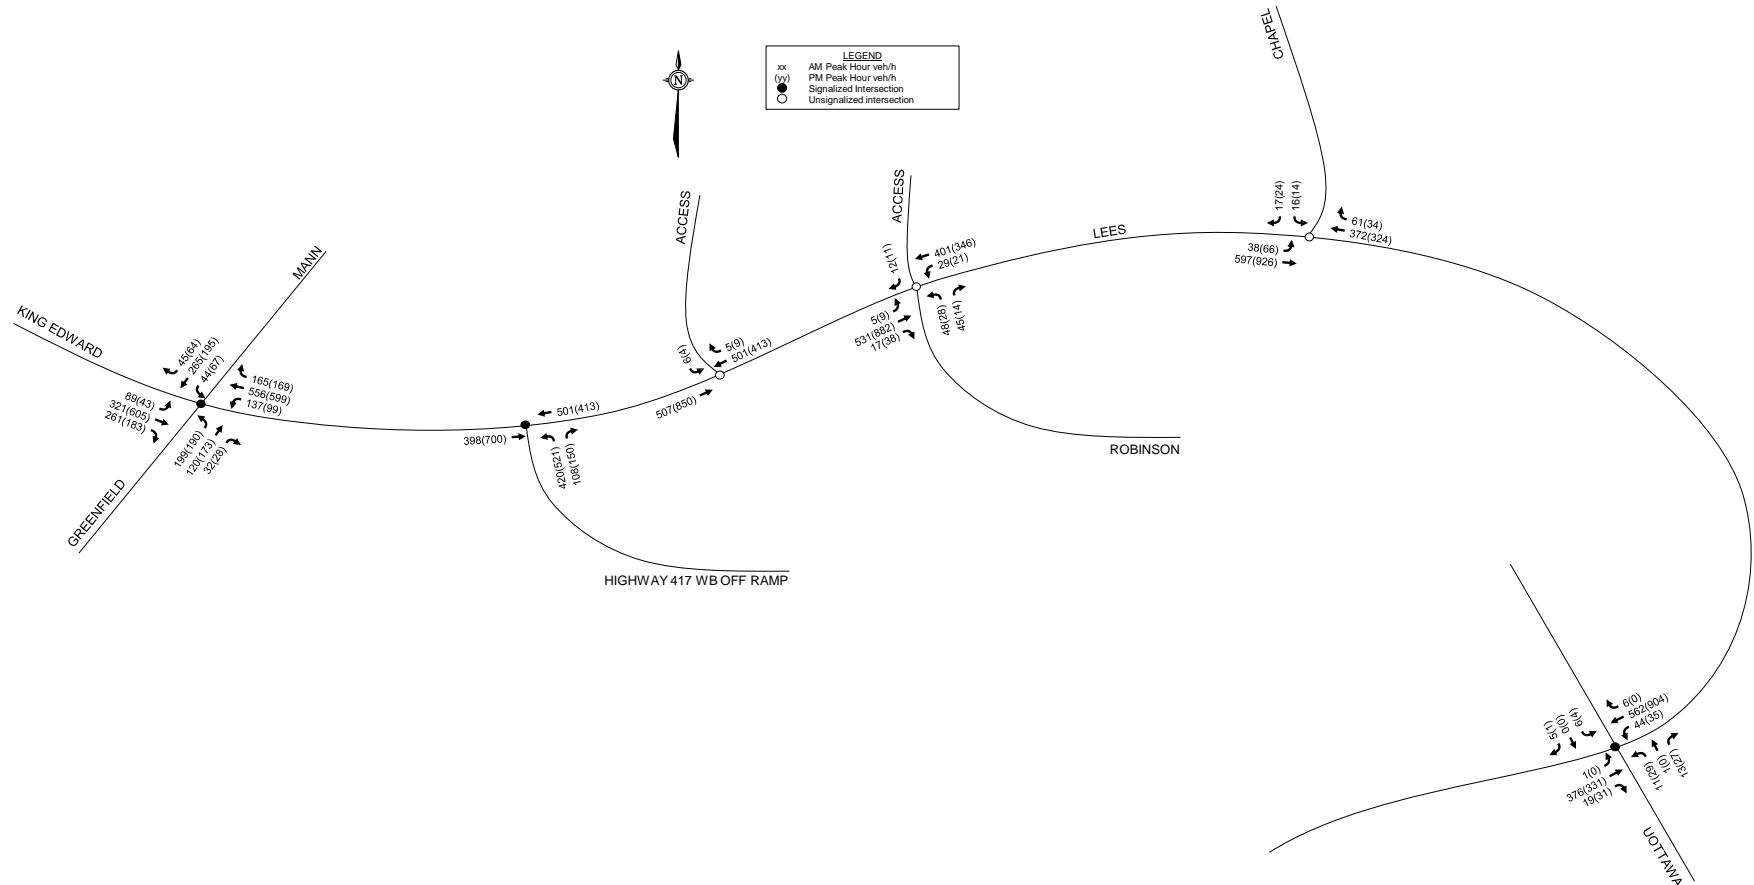 CHAPEL
LEGEND
xx AM Peak Hour veh/h
(yy) PM Peak Hour veh/h
Signalized Intersection
Unsignalized intersection
N
ACCESS
ACCESS
LEES
17(24)
16(14)
61(34)
372(324)
38(66)
597(926)
12(11)
401(346)
29(21)
5(9)
531(882)
17(38)
48(28)
45(14)
MANN
KING EDWARD
GREENFIELD
45(64)
265(195)
44(67)
165(169)
556(599)
137(99)
89(43)
321(605)
261(183)
199(190)
120(173)
32(28)
6(4)
5(9)
501(413)
507(850)
501(413)
398(700)
420(521)
108(150)
ROBINSON
HIGHWAY 417 WB OFF RAMP
5(1)
0(0)
6(4)
6(0)
562(904)
44(35)
1(0)
376(331)
19(31)
11(29)
1(0)
13(27)
UOTTAWA